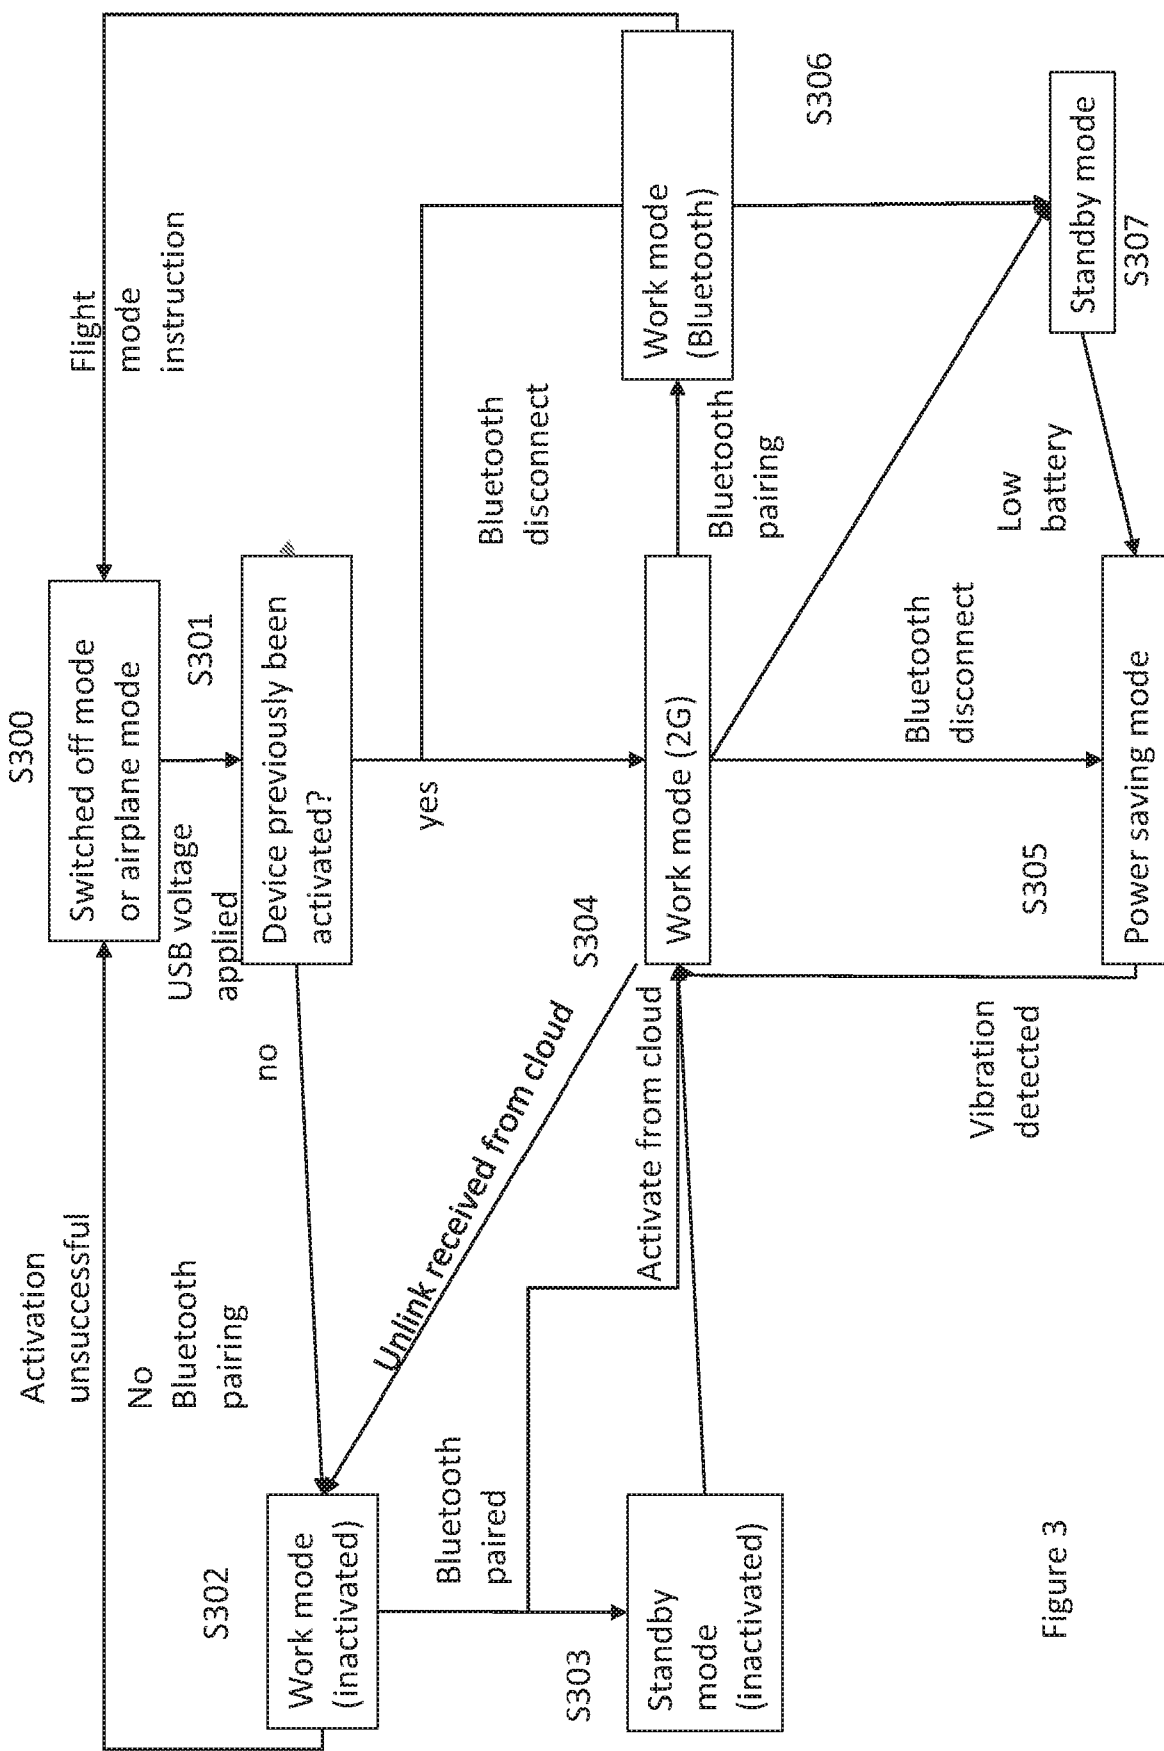 S300
Switched off mode
or airplane mode
Flight
mode
instruction
Activation
unsuccessful
No
Bluetooth
pairing
USB voltage
applied
S301
Device previously been
activated?
no
yes
S302
Work mode
(inactivated)
Bluetooth
paired
S303
Standby
mode
(inactivated)
Unlink received from cloud
Activate from cloud
S304
Work mode (2G)
Bluetooth
disconnect
Bluetooth
pairing
Work mode
(Bluetooth)
S306
Vibration
detected
S305
Power saving mode
Bluetooth
disconnect
Low
battery
Standby mode
S307
Figure 3